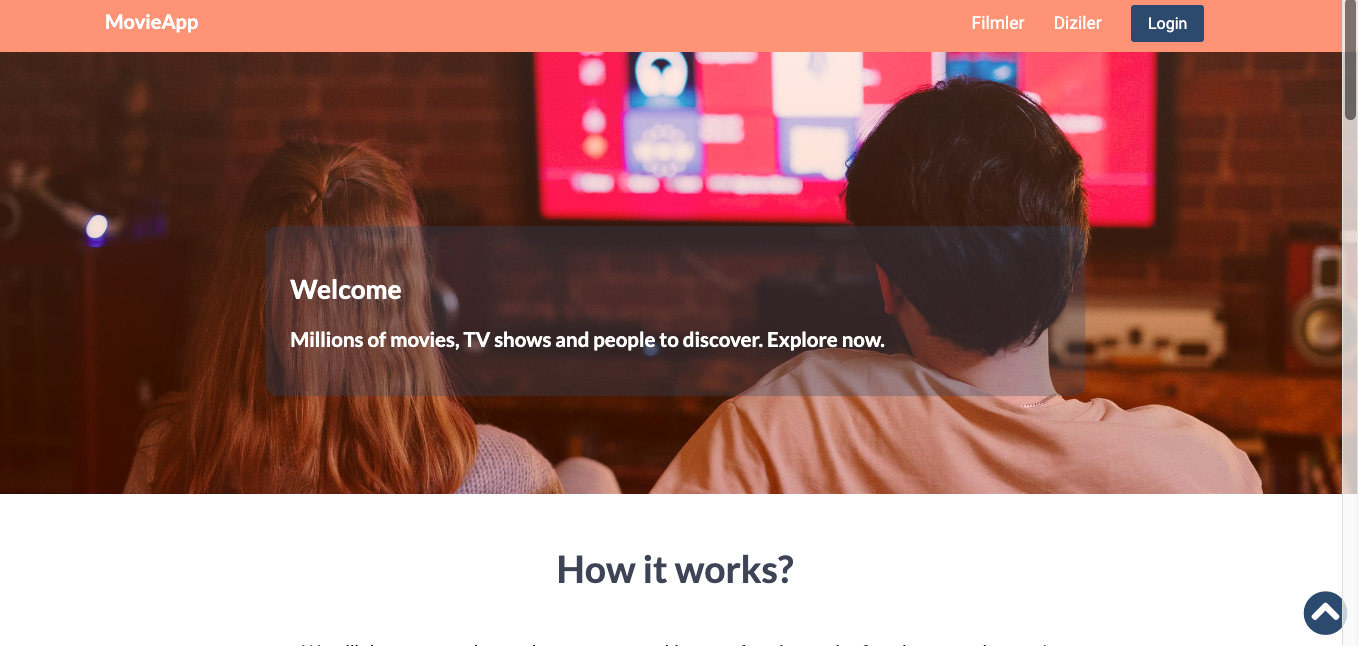 MovieApp
Filmler Diziler Login
Welcome
Millions of movies, TV shows and people to discover. Explore now.
How it works?